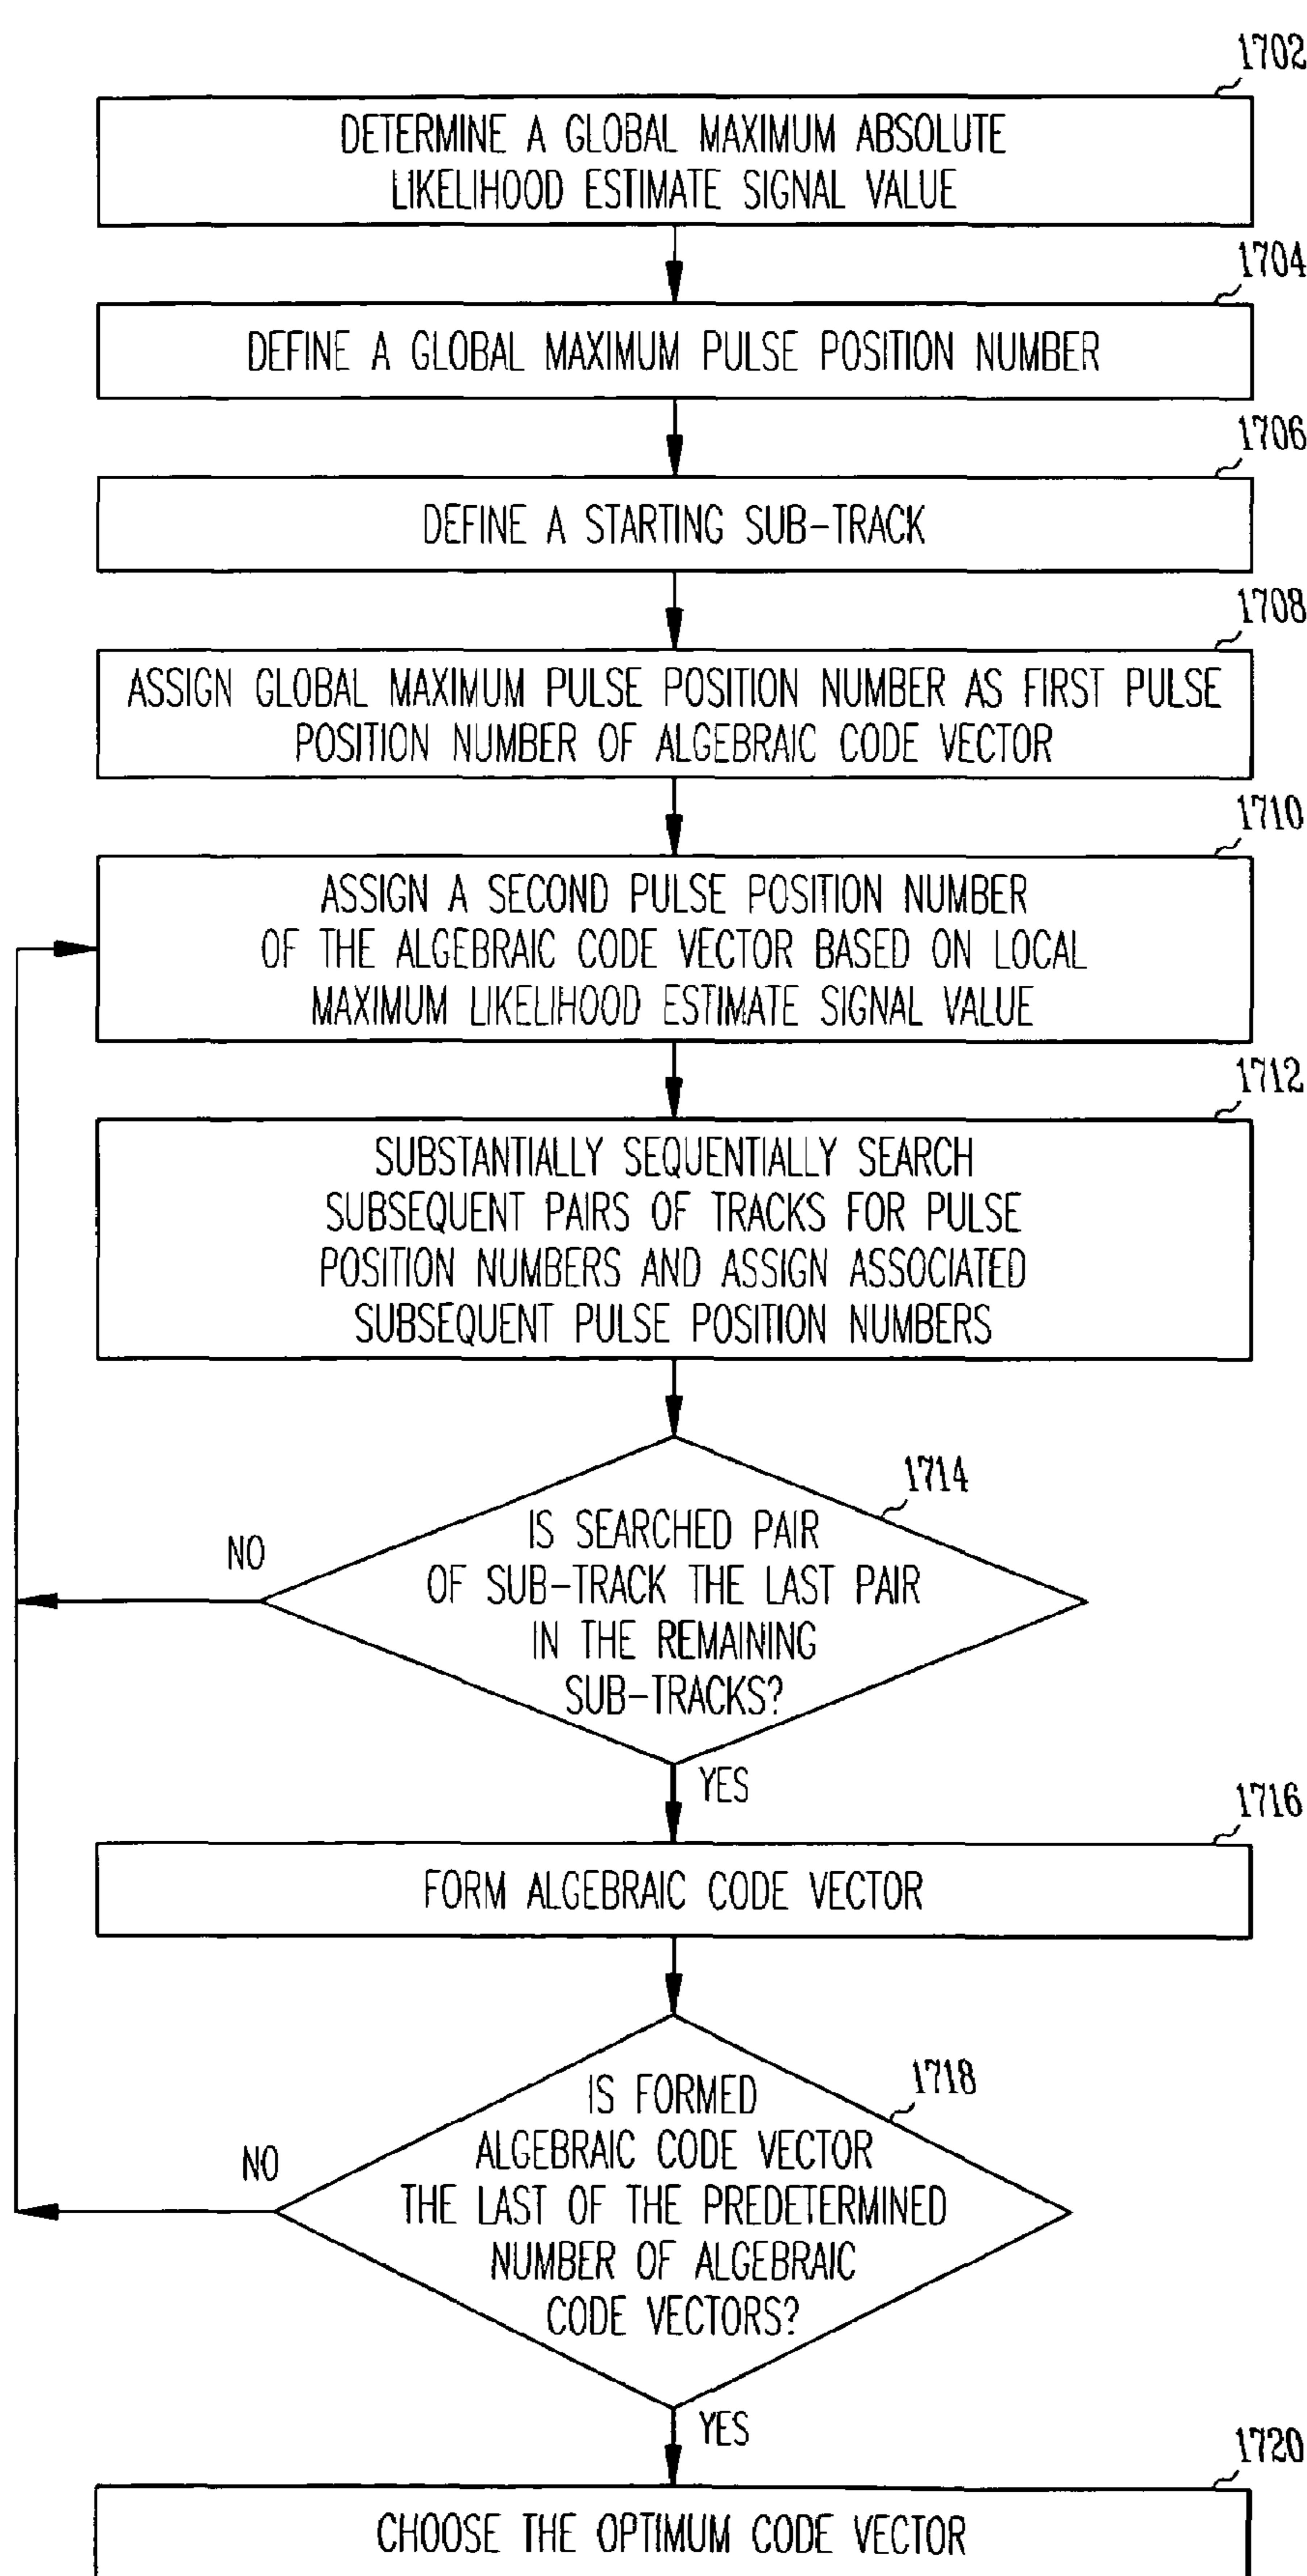 1702
DETERMINE A GLOBAL MAXIMUM ABSOLUTE
LIKELIHOOD ESTIMATE SIGNAL VALUE
1704
DEFINE A GLOBAL MAXIMUM PULSE POSITION NUMBER
1706
DEFINE A STARTING SUB-TRACK
1708
ASSIGN GLOBAL MAXIMUM PULSE POSITION NUMBER AS FIRST PULSE
POSITION NUMBER OF ALGEBRAIC CODE VECTOR
1710
ASSIGN A SECOND PULSE POSITION NUMBER
OF THE ALGEBRAIC CODE VECTOR BASED ON LOCAL
MAXIMUM LIKELIHOOD ESTIMATE SIGNAL VALUE
1712
SUBSTANTIALLY SEQUENTIALLY SEARCH
SUBSEQUENT PAIRS OF TRACKS FOR PULSE
POSITION NUMBERS AND ASSIGN ASSOCIATED
SUBSEQUENT PULSE POSITION NUMBERS
1714
IS SEARCHED PAIR
OF SUB-TRACK THE LAST PAIR
IN THE REMAINING
SUB-TRACKS?
NO
YES
1716
FORM ALGEBRAIC CODE VECTOR
1718
IS FORMED
ALGEBRAIC CODE VECTOR
THE LAST OF THE PREDETERMINED
NUMBER OF ALGEBRAIC
CODE VECTORS?
NO
YES
1720
CHOOSE THE OPTIMUM CODE VECTOR